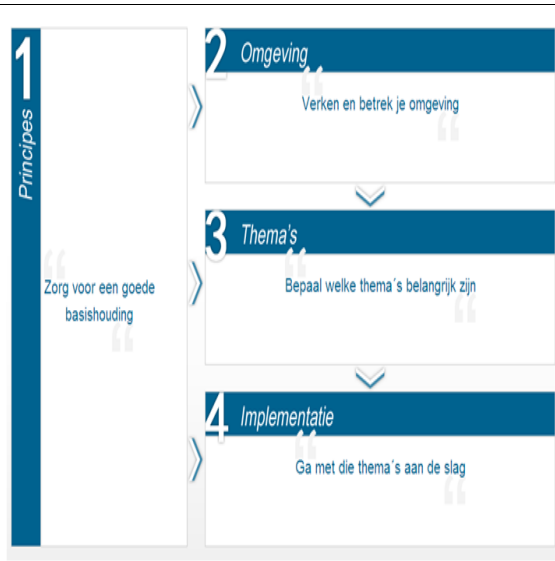 1
Principes
Zorg voor een goede
basishouding
2 Omgeving
Verken en betrek je omgeving
3 Thema's
Bepaal welke thema´s belangrijk zijn
4 Implementatie
Ga met die thema´s aan de slag